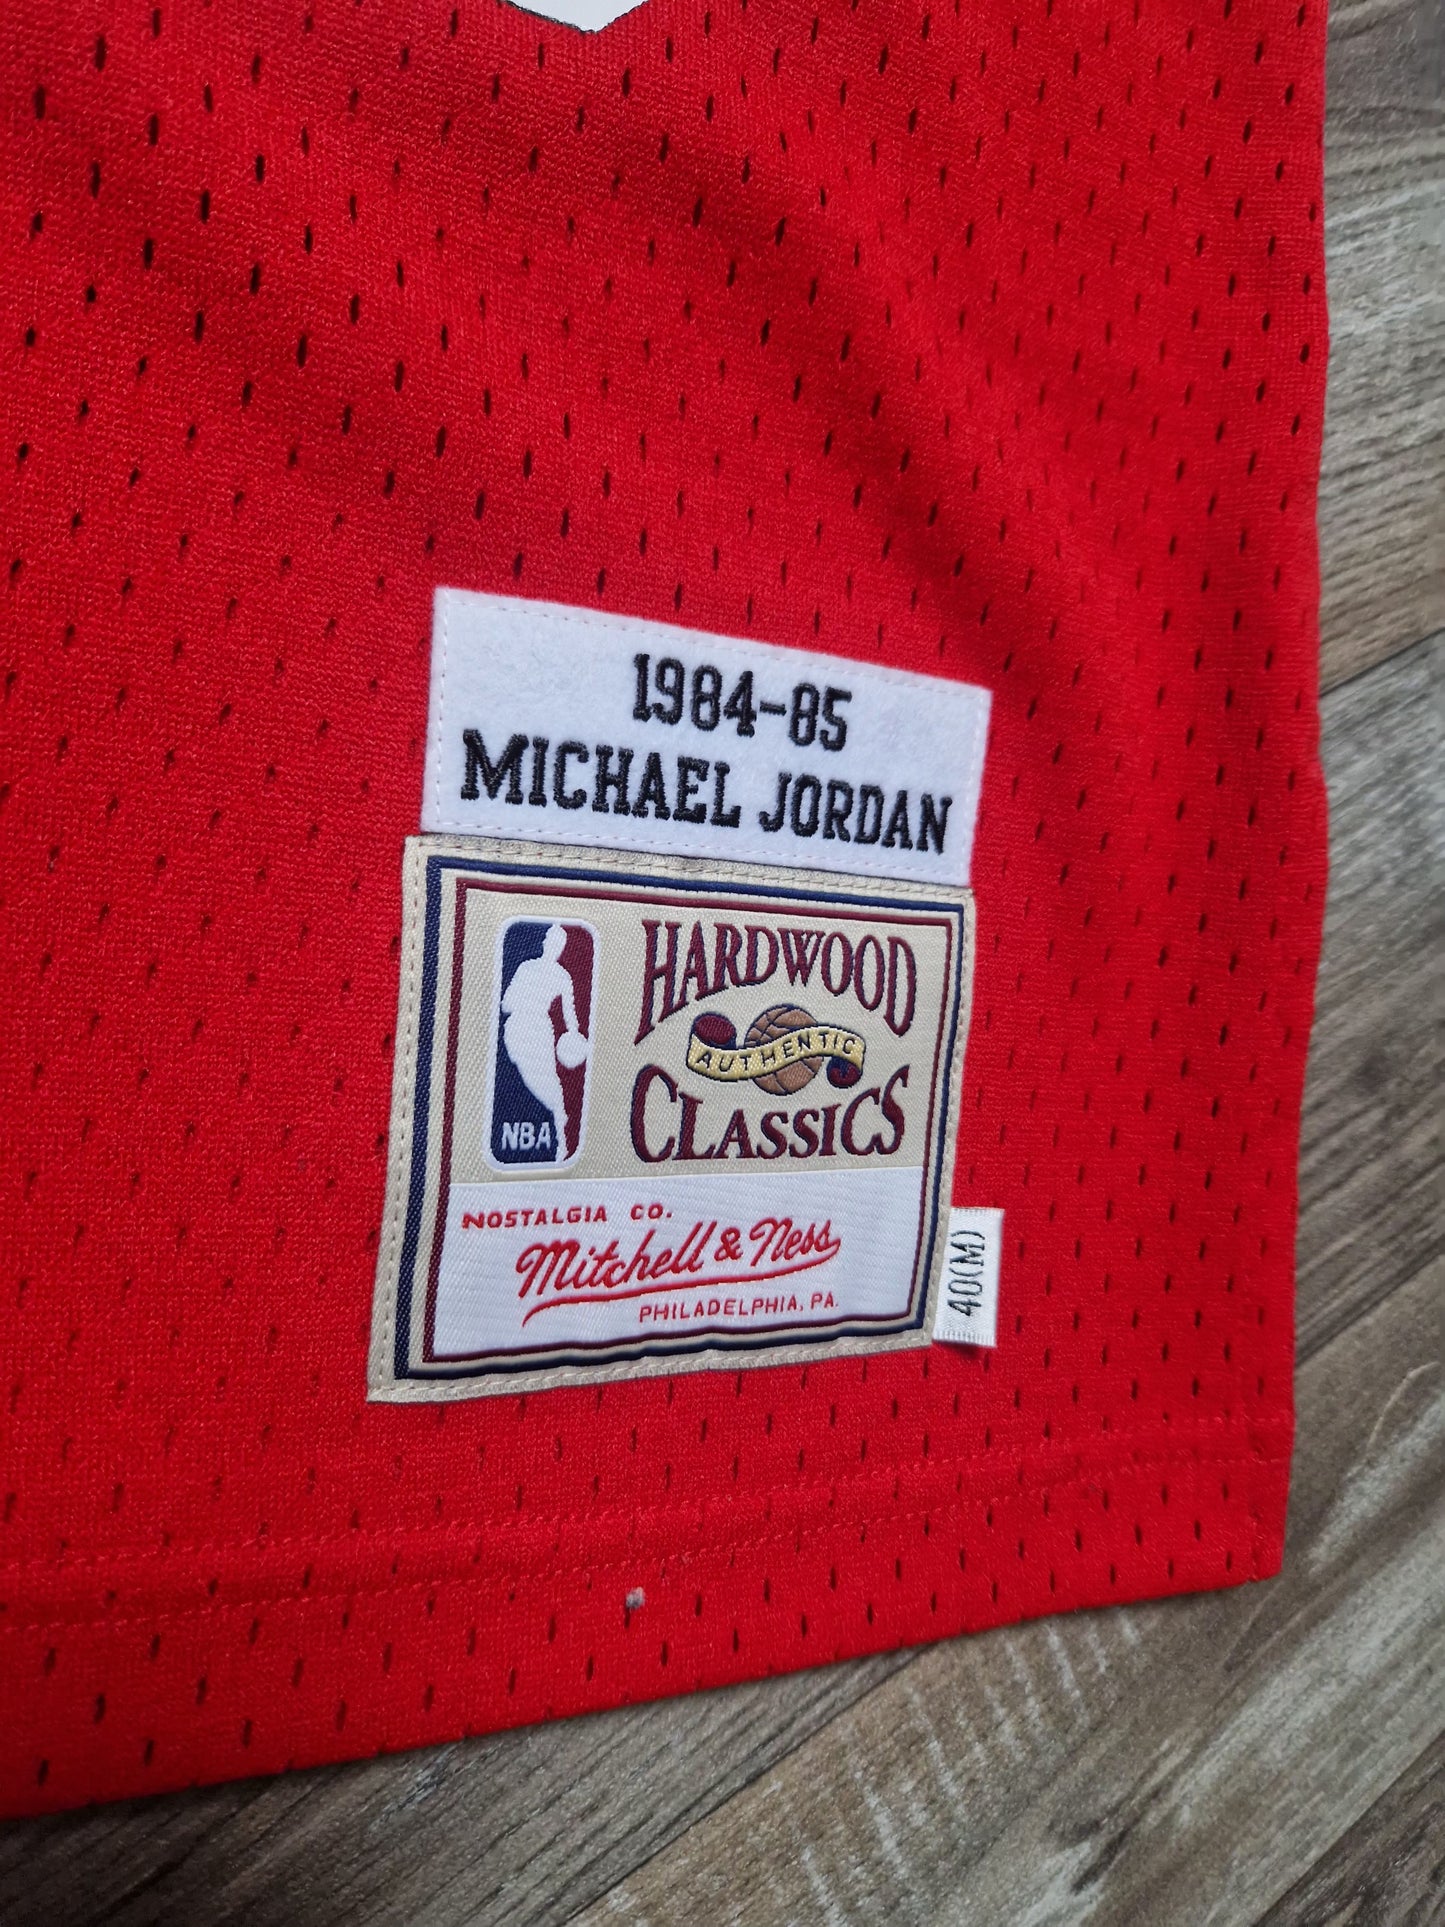 1984-85
MICHAEL JORDAN
NBA
HARDWOOD
AUTHENTIC
CLASSICS
NOSTALGIA CO.
Mitchell & Ness
PHILADELPHIA, PA.
40(M)